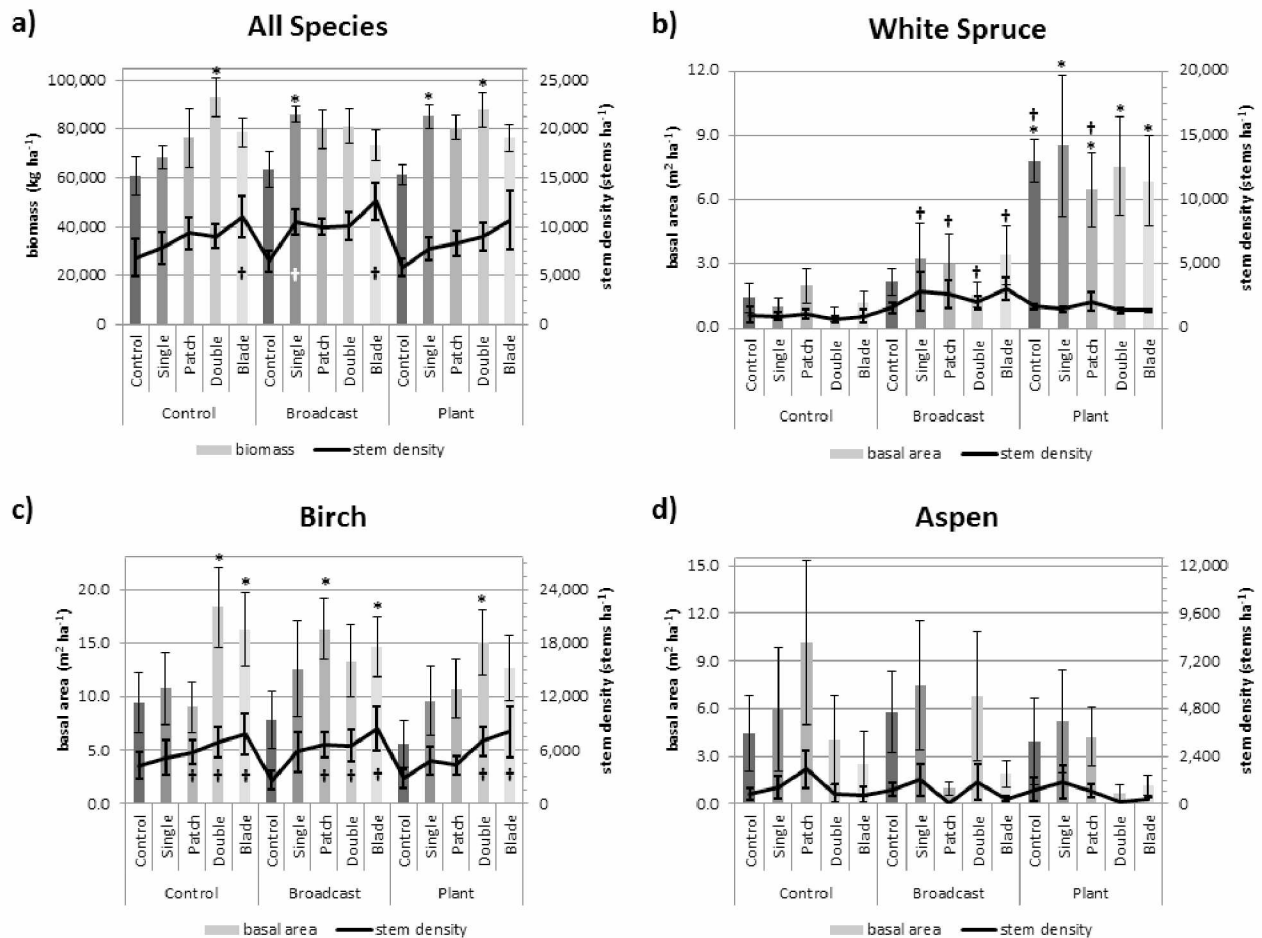 a)
All Species
biomass (kg ha-1)
100,000
80,000
60,000
40,000
20,000
0
25,000
20,000
15,000
10,000
5,000
0
stem density (stems ha-1)
* * * *
† † †
Control Single Patch Double Blade Control Single Patch Double Blade Control Single Patch Double Blade
Control Broadcast Plant
biomass stem density
b)
White Spruce
basal area (m2 ha-1)
12.0
9.0
6.0
3.0
0.0
20,000
15,000
10,000
5,000
0
stem density (stems ha-1)
† † † † † * * † * * *
Control Single Patch Double Blade Control Single Patch Double Blade Control Single Patch Double Blade
Control Broadcast Plant
basal area stem density
c)
Birch
basal area (m2 ha-1)
20.0
15.0
10.0
5.0
0.0
24,000
18,000
12,000
6,000
0
stem density (stems ha-1)
* * * * *
† † † † † † † †
Control Single Patch Double Blade Control Single Patch Double Blade Control Single Patch Double Blade
Control Broadcast Plant
basal area stem density
d)
Aspen
basal area (m2 ha-1)
15.0
12.0
9.0
6.0
3.0
0.0
12,000
9,600
7,200
4,800
2,400
0
stem density (stems ha-1)
Control Single Patch Double Blade Control Single Patch Double Blade Control Single Patch Double Blade
Control Broadcast Plant
basal area stem density